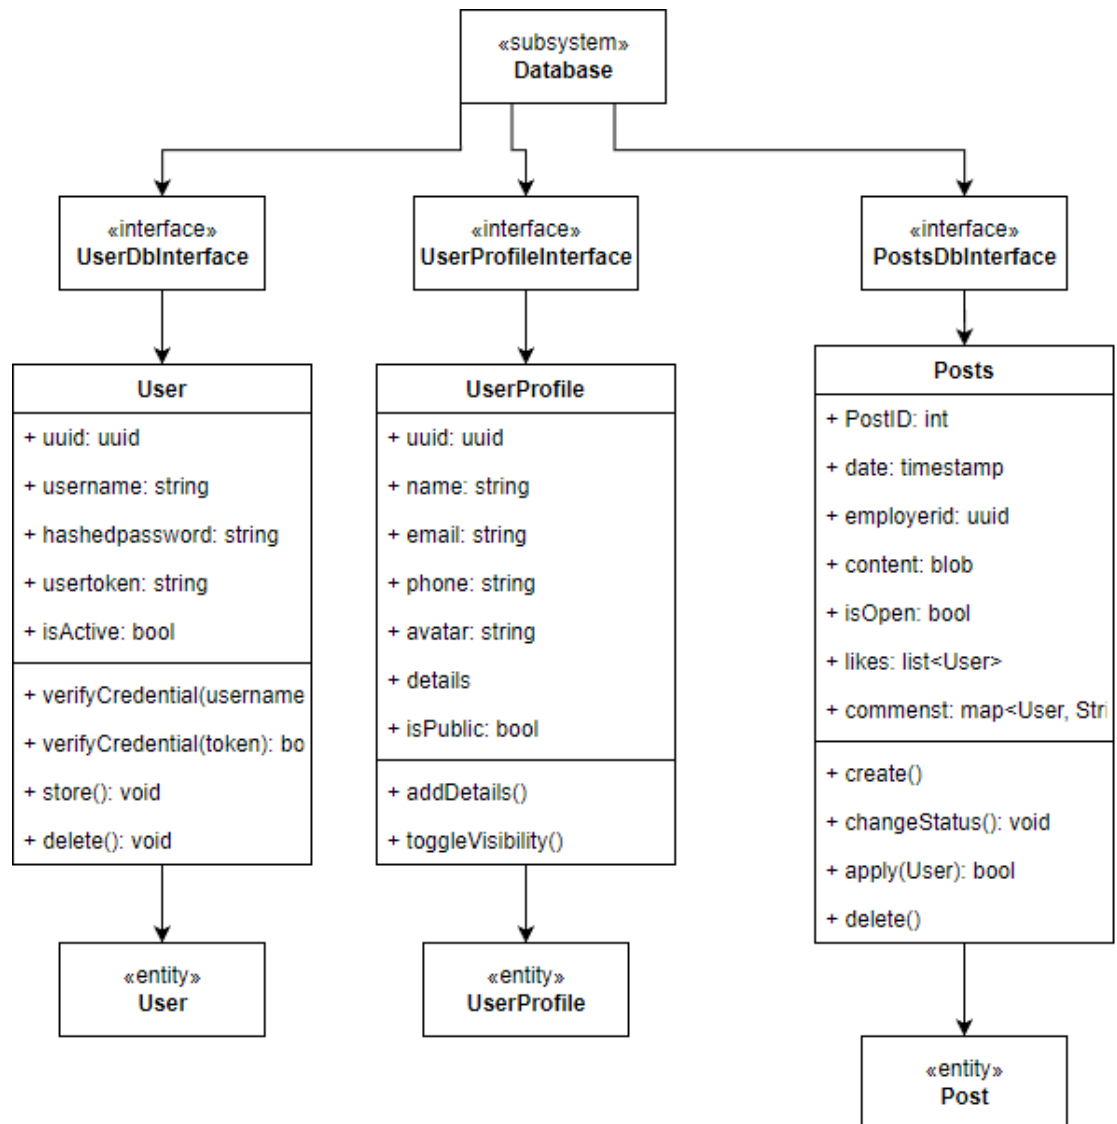 «subsystem»
Database
«interface»
UserDbInterface
«interface»
UserProfileInterface
«interface»
PostsDbInterface
User
+ uuid: uuid
+ username: string
+ hashedpassword: string
+ usertoken: string
+ isActive: bool
+ verifyCredential(username
+ verifyCredential(token): bo
+ store(): void
+ delete(): void
UserProfile
+ uuid: uuid
+ name: string
+ email: string
+ phone: string
+ avatar: string
+ details
+ isPublic: bool
+ addDetails()
+ toggleVisibility()
Posts
+ PostID: int
+ date: timestamp
+ employerid: uuid
+ content: blob
+ isOpen: bool
+ likes: list<User>
+ commenst: map<User, Stri
+ create()
+ changeStatus(): void
+ apply(User): bool
+ delete()
«entity»
User
«entity»
UserProfile
«entity»
Post